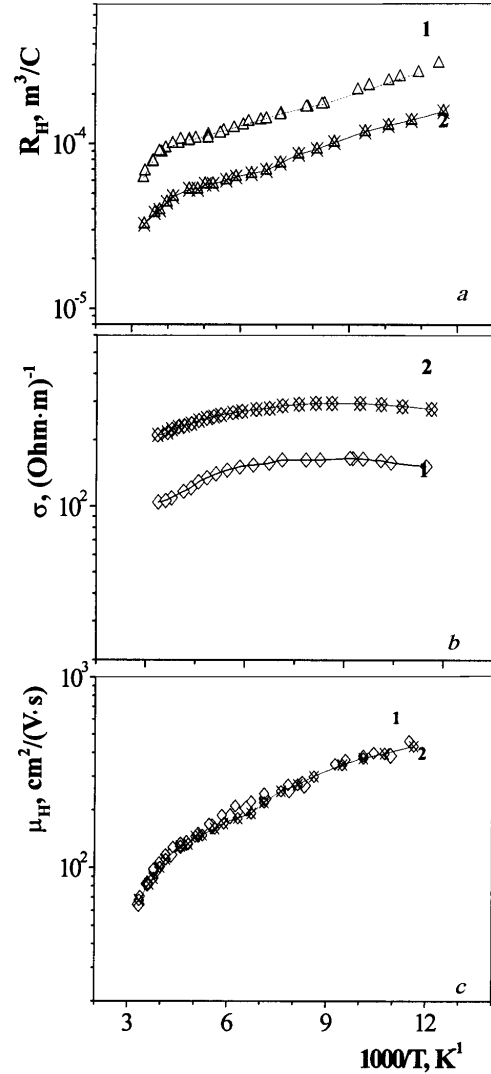 1
R_H, m³/C
10⁻⁴
2
10⁻⁵
a
2
σ, (Ohm·m)⁻¹
10²
1
b
10³
1
2
μ_H, cm²/(V·s)
10²
c
3 6 9 12
1000/T, K¹